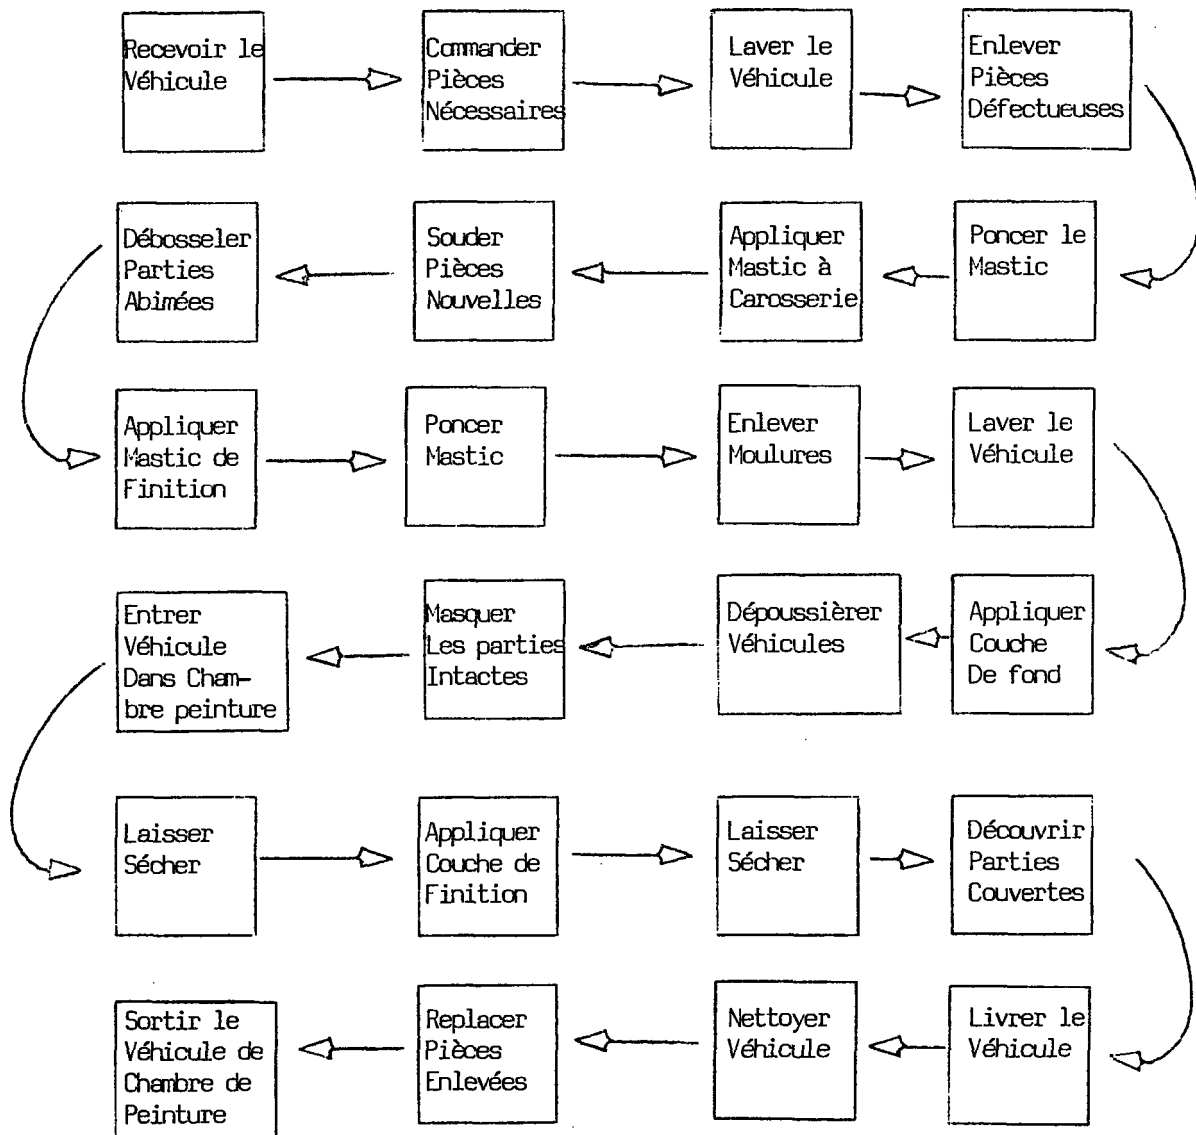 Recevoir le
Véhicule
Commander
Pièces
Nécessaires
Laver le
Véhicule
Enlever
Pièces
Défectueuses
Débosseler
Parties
Abimées
Souder
Pièces
Nouvelles
Appliquer
Mastic à
Carosserie
Poncer le
Mastic
Appliquer
Mastic de
Finition
Poncer
Mastic
Enlever
Moulures
Laver le
Véhicule
Entrer
Véhicule
Dans Cham-
bre peinture
Masquer
Les parties
Intactes
Dépoussièrer
Véhicules
Appliquer
Couche
De fond
Laisser
Sécher
Appliquer
Couche de
Finition
Laisser
Sécher
Découvrir
Parties
Couvertes
Sortir le
Véhicule de
Chambre de
Peinture
Replacer
Pièces
Enlevées
Nettoyer
Véhicule
Livrer le
Véhicule